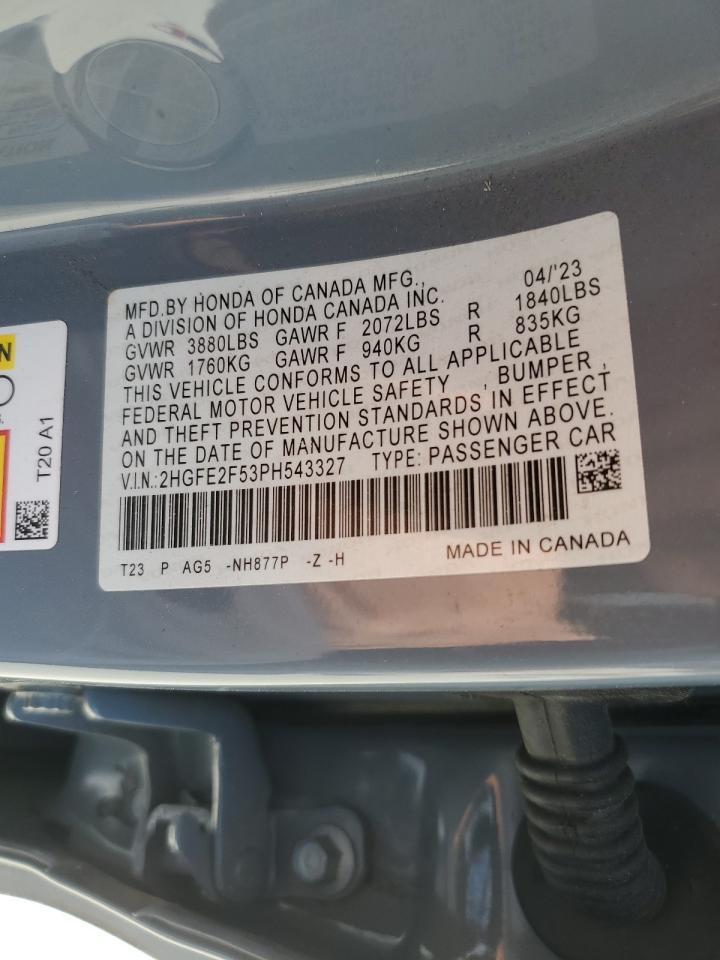 MFD.BY HONDA OF CANADA MFG., 04/'23
A DIVISION OF HONDA CANADA INC.
GVWR 3880LBS GAWR F 2072LBS R 1840LBS
GVWR 1760KG GAWR F 940KG R 835KG
THIS VEHICLE CONFORMS TO ALL APPLICABLE
FEDERAL MOTOR VEHICLE SAFETY , BUMPER ,
AND THEFT PREVENTION STANDARDS IN EFFECT
ON THE DATE OF MANUFACTURE SHOWN ABOVE.
V.I.N.:2HGFE2F53PH543327 TYPE: PASSENGER CAR
T23 P AG5 -NH877P -Z -H MADE IN CANADA
T20 A1